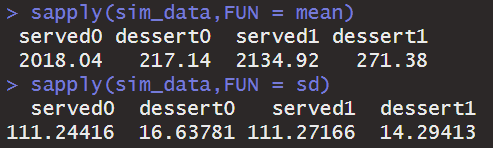 > sapply(sim_data,FUN = mean)
served0 dessert0 served1 dessert1
2018.04 217.14 2134.92 271.38
> sapply(sim_data,FUN = sd)
served0 dessert0 served1 dessert1
111.24416 16.63781 111.27166 14.29413